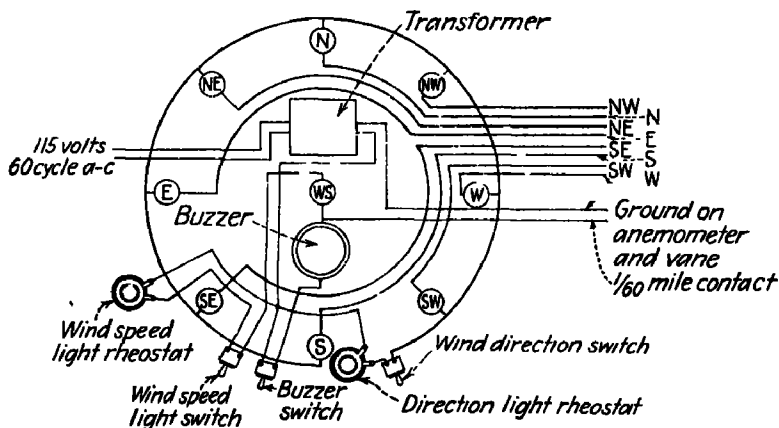 Transformer
N
NE
NW
NW
N
NE
E
SE
S
SW
W
115 volts
60 cycle a-c
E
WS
W
Buzzer
Ground on
anemometer
and vane
1/60 mile contact
SE
SW
S
Wind speed
light rheostat
Wind direction switch
Wind speed
light switch
Buzzer
switch
Direction light rheostat